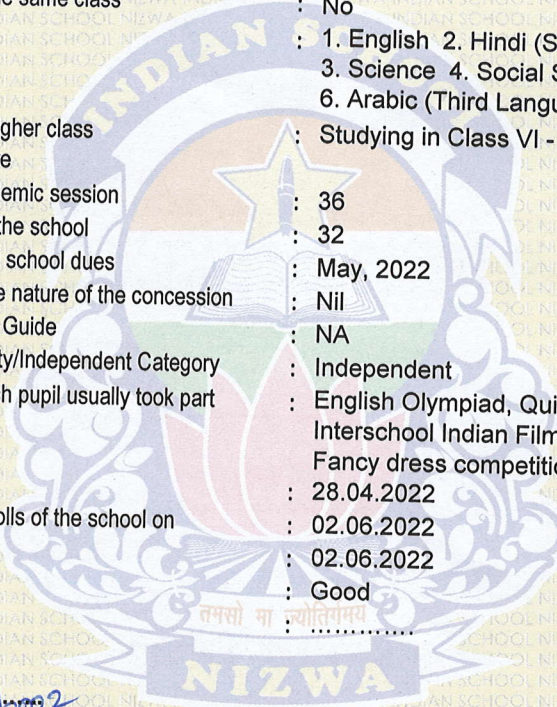 e same class : No
INDIAN SCHOOL
: 1. English 2. Hindi (S
3. Science 4. Social S
6. Arabic (Third Langu
gher class : Studying in Class VI -
e
emic session : 36
the school : 32
school dues : May, 2022
e nature of the concession : Nil
Guide : NA
ty/Independent Category : Independent
h pupil usually took part : English Olympiad, Qui
Interschool Indian Film
Fancy dress competitio
: 28.04.2022
olls of the school on : 02.06.2022
: 02.06.2022
: Good
तमसो मा ज्योतिर्गमय
: .............
NIZWA